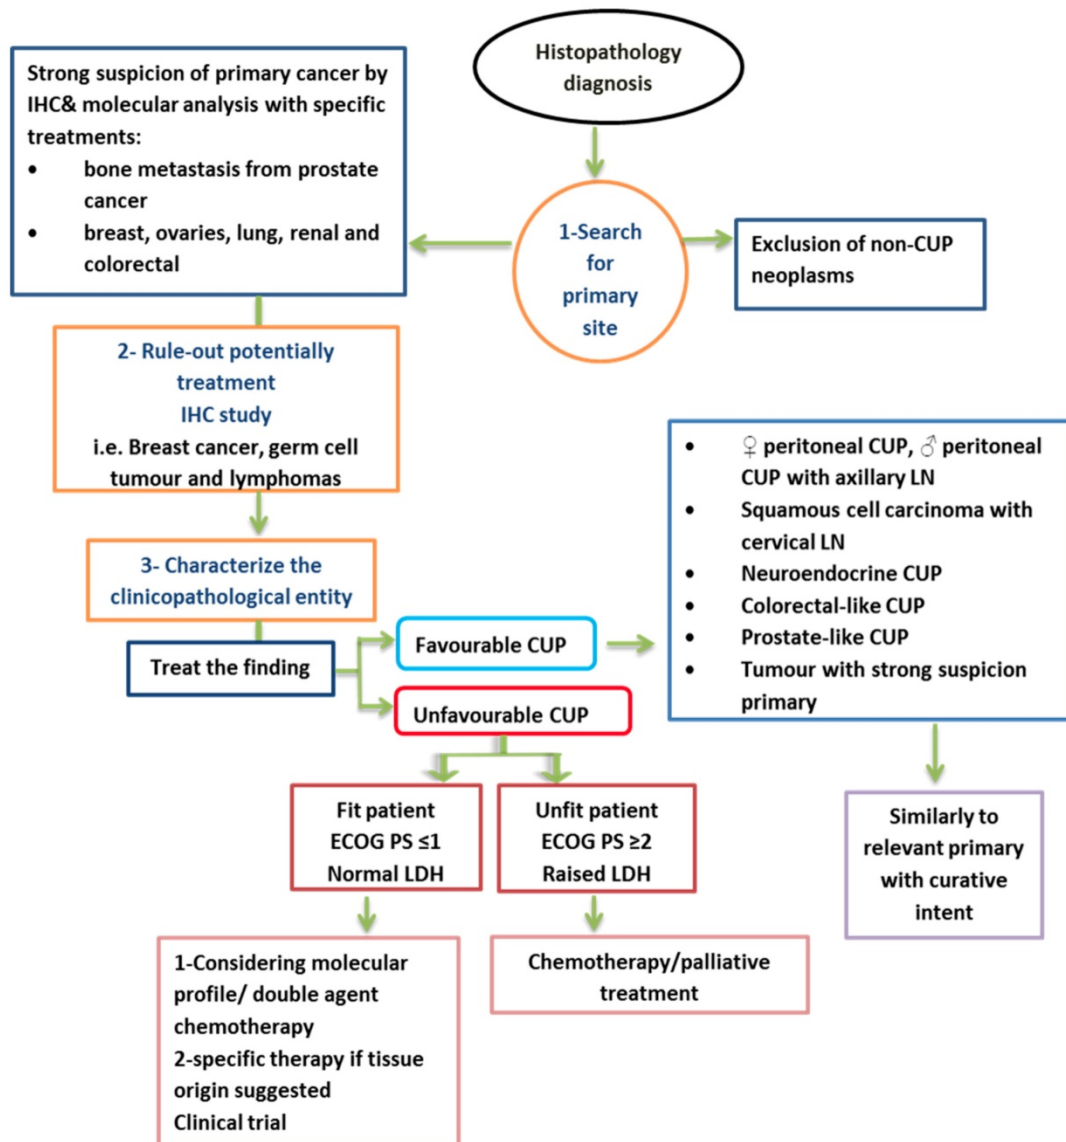 Histopathology
diagnosis
Strong suspicion of primary cancer by
IHC& molecular analysis with specific
treatments:
• bone metastasis from prostate
cancer
• breast, ovaries, lung, renal and
colorectal
1-Search
for
primary
site
Exclusion of non-CUP
neoplasms
2- Rule-out potentially
treatment
IHC study
i.e. Breast cancer, germ cell
tumour and lymphomas
3- Characterize the
clinicopathological entity
Treat the finding
Favourable CUP
Unfavourable CUP
• ♀ peritoneal CUP, ♂ peritoneal
CUP with axillary LN
• Squamous cell carcinoma with
cervical LN
• Neuroendocrine CUP
• Colorectal-like CUP
• Prostate-like CUP
• Tumour with strong suspicion
primary
Fit patient
ECOG PS ≤1
Normal LDH
Unfit patient
ECOG PS ≥2
Raised LDH
Similarly to
relevant primary
with curative
intent
1-Considering molecular
profile/ double agent
chemotherapy
2-specific therapy if tissue
origin suggested
Clinical trial
Chemotherapy/palliative
treatment